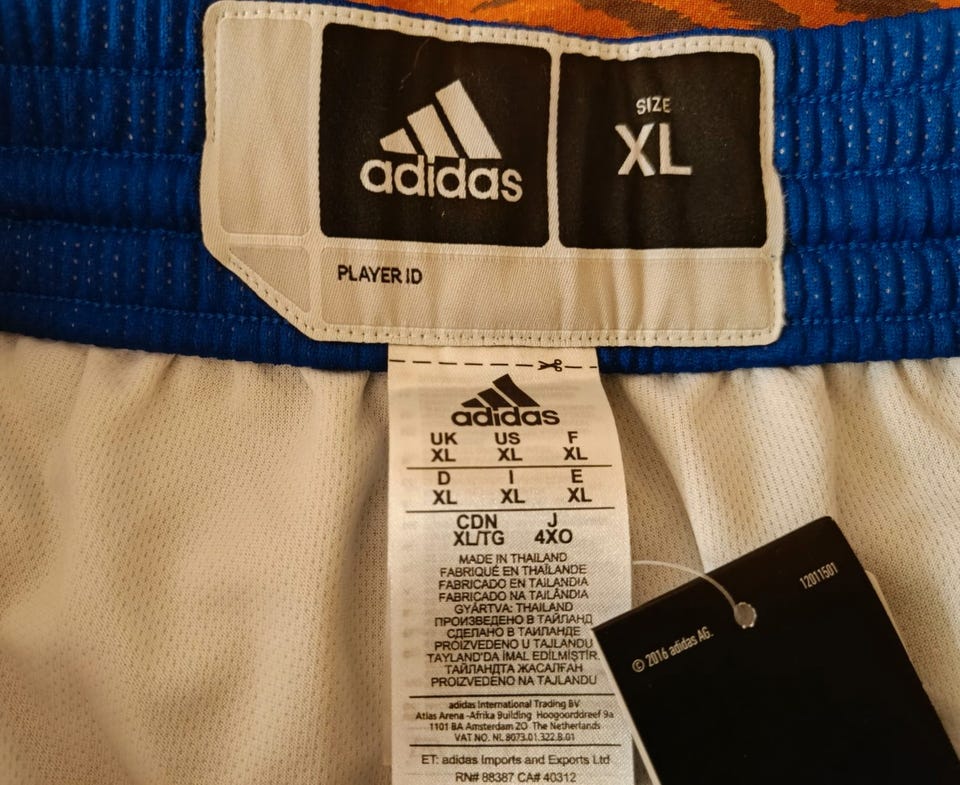 adidas
SIZE
XL
PLAYER ID
adidas
UK US F
XL XL XL
D I E
XL XL XL
CDN J
XL/TG 4XO
MADE IN THAILAND
FABRIQUÉ EN THAÏLANDE
FABRICADO EN TAILANDIA
FABRICADO NA TAILÂNDIA
GYÁRTVA: THAILAND
ПРОИЗВЕДЕНО В ТАЙЛАНД
СДЕЛАНО В ТАИЛАНДЕ
PROIZVEDENO U TAJLANDU
TAYLAND'DA İMAL EDİLMİŞTİR.
ТАЙЛАНДТА ЖАСАЛҒАН
PROIZVEDENO NA TAJLANDU
adidas International Trading BV
Atlas Arena -Afrika Building Hoogoorddreef 9a
1101 BA Amsterdam ZO The Netherlands
VAT NO. NL 8073.01.322.B.01
ET: adidas Imports and Exports Ltd
RN# 88387 CA# 40312
12011501
© 2016 adidas AG.